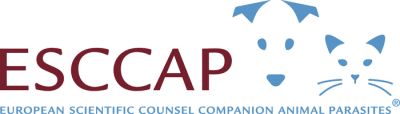 ESCCAP
EUROPEAN SCIENTIFIC COUNSEL COMPANION ANIMAL PARASITES®